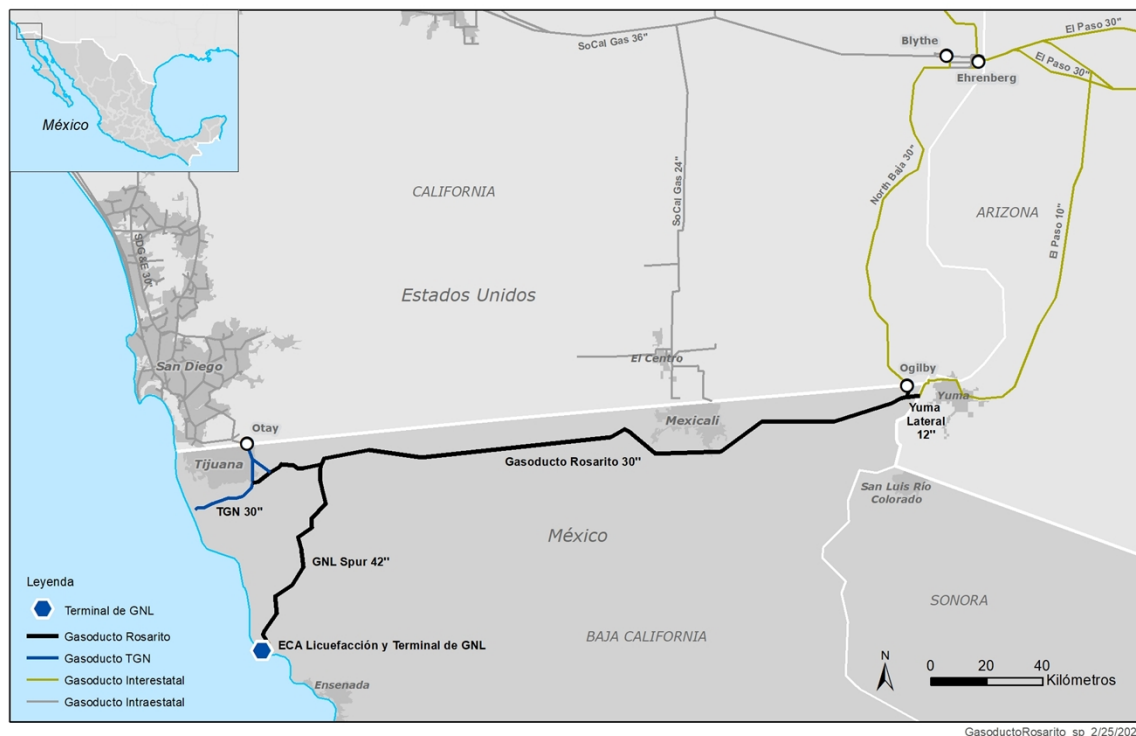 México
SoCal Gas 36"
El Paso 30"
Blythe
Ehrenberg
El Paso 30"
CALIFORNIA
SoCal Gas 24"
North Baja 30"
ARIZONA
El Paso 10"
SDG&E 30"
Estados Unidos
San Diego
El Centro
Ogilby
Yuma
Otay
Mexicali
Yuma
Lateral
12"
Tijuana
Gasoducto Rosarito 30"
San Luis Río
Colorado
TGN 30"
México
GNL Spur 42"
Leyenda
Terminal de GNL
Gasoducto Rosarito
Gasoducto TGN
Gasoducto Interestatal
Gasoducto Intraestatal
SONORA
BAJA CALIFORNIA
ECA Licuefacción y Terminal de GNL
Ensenada
N
0 20 40
Kilómetros
GasoductoRosarito_sp_2/25/202